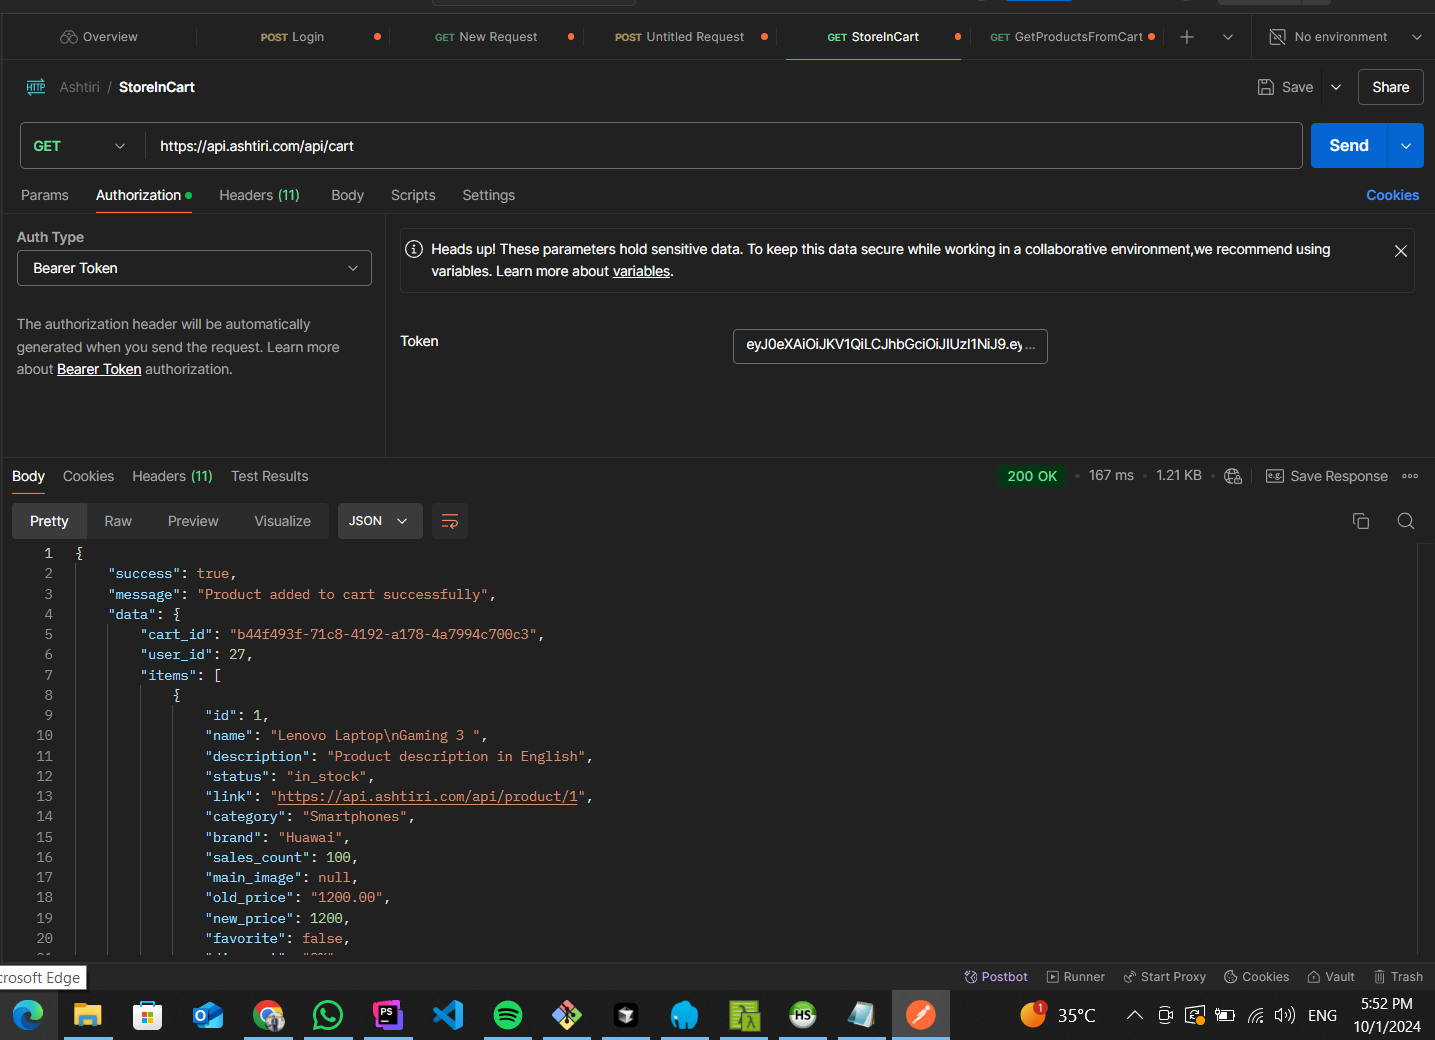 Overview
POST Login
GET New Request
POST Untitled Request
GET StoreInCart
GET GetProductsFromCart
No environment
HTTP Ashtiri / StoreInCart
Save
Share
GET
https://api.ashtiri.com/api/cart
Send
Params
Authorization
Headers (11)
Body
Scripts
Settings
Cookies
Auth Type
Bearer Token
The authorization header will be automatically
generated when you send the request. Learn more
about Bearer Token authorization.
Heads up! These parameters hold sensitive data. To keep this data secure while working in a collaborative environment,we recommend using
variables. Learn more about variables.
Token
eyJ0eXAiOiJKV1QiLCJhbGciOiJIUzI1NiJ9.ey...
Body
Cookies
Headers (11)
Test Results
200 OK
167 ms
1.21 KB
e.g. Save Response
Pretty
Raw
Preview
Visualize
JSON
1 {
2 "success": true,
3 "message": "Product added to cart successfully",
4 "data": {
5 "cart_id": "b44f493f-71c8-4192-a178-4a7994c700c3",
6 "user_id": 27,
7 "items": [
8 {
9 "id": 1,
10 "name": "Lenovo Laptop\nGaming 3 ",
11 "description": "Product description in English",
12 "status": "in_stock",
13 "link": "https://api.ashtiri.com/api/product/1",
14 "category": "Smartphones",
15 "brand": "Huawai",
16 "sales_count": 100,
17 "main_image": null,
18 "old_price": "1200.00",
19 "new_price": 1200,
20 "favorite": false,
crosoft Edge
Postbot
Runner
Start Proxy
Cookies
Vault
Trash
PS
HS
1
35°C
ENG
5:52 PM
10/1/2024